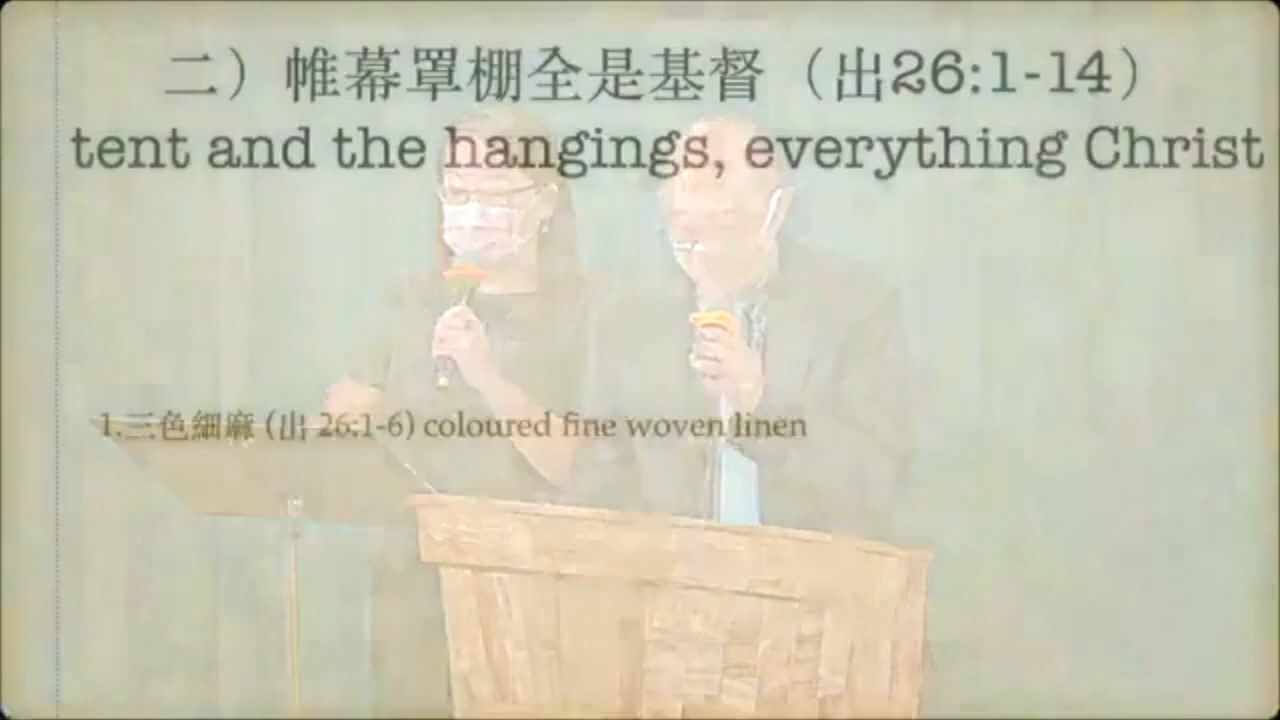 二）帷幕罩棚全是基督（出26:1-14）
tent and the hangings, everything Christ
1.三色細麻 (出 26:1-6) coloured fine woven linen